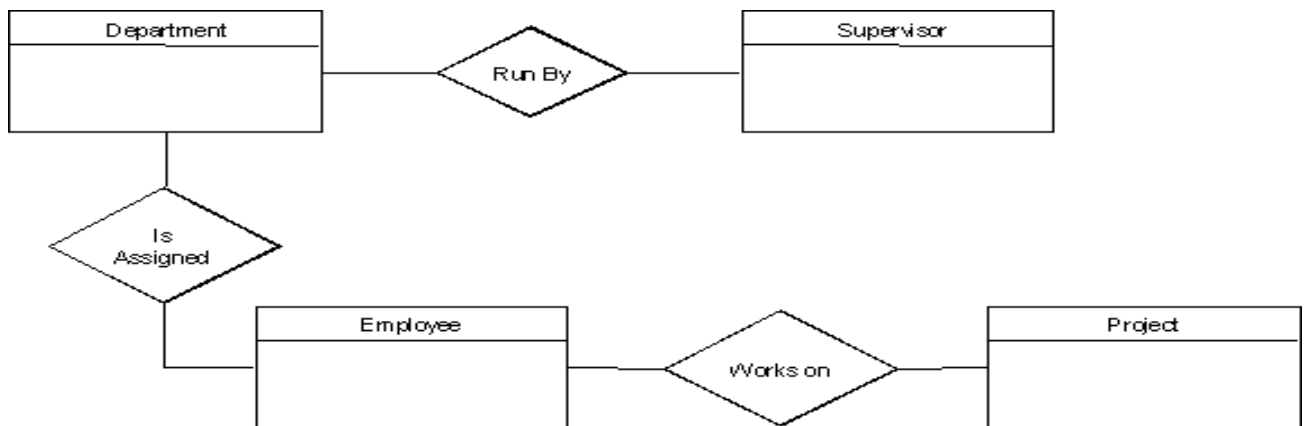 Department
Supervisor
Run By
Is
Assigned
Employee
Project
Works on